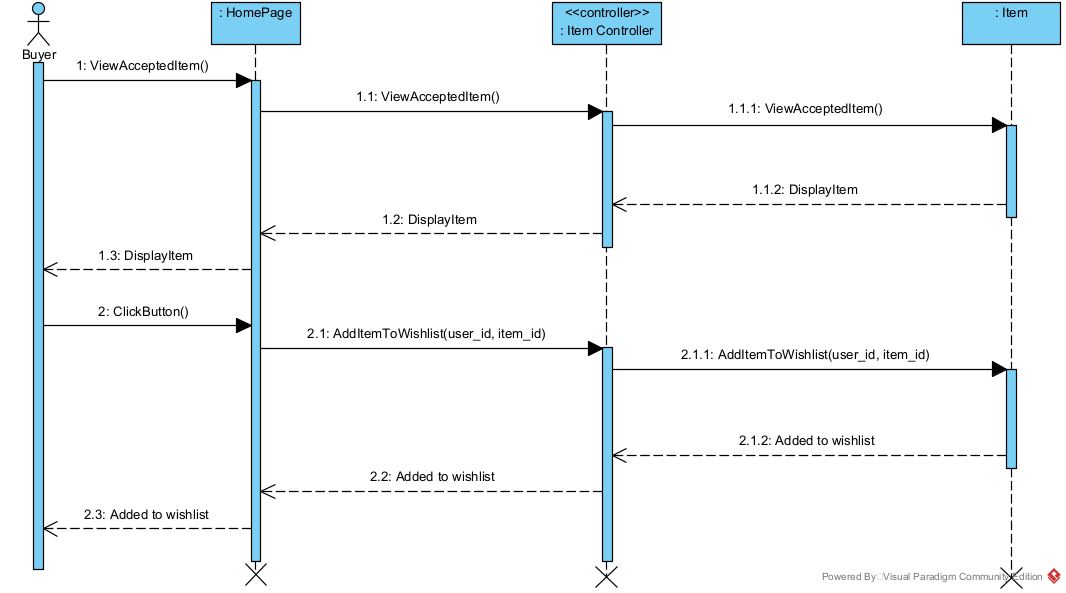 : HomePage
<<controller>>
: Item Controller
: Item
Buyer
1: ViewAcceptedItem()
1.1: ViewAcceptedItem()
1.1.1: ViewAcceptedItem()
1.1.2: DisplayItem
1.2: DisplayItem
1.3: DisplayItem
2: ClickButton()
2.1: AddItemToWishlist(user_id, item_id)
2.1.1: AddItemToWishlist(user_id, item_id)
2.1.2: Added to wishlist
2.2: Added to wishlist
2.3: Added to wishlist
Powered By Visual Paradigm Community Edition